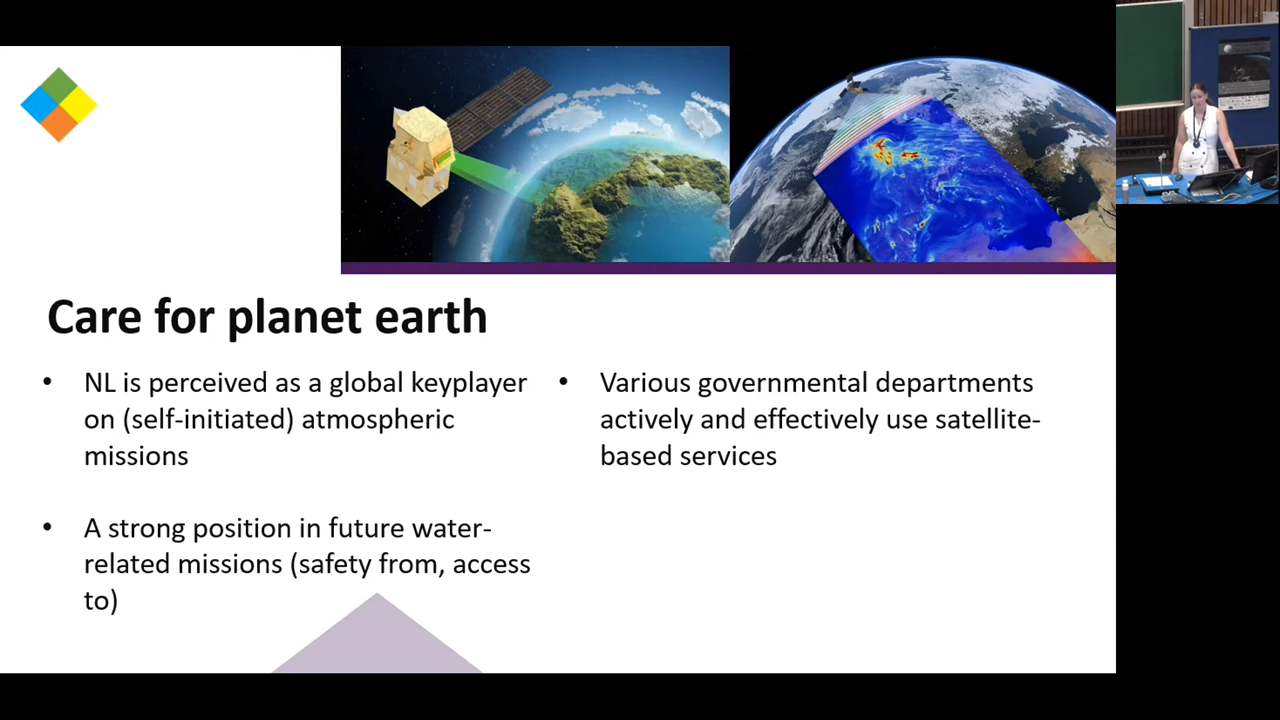 Care for planet earth
• NL is perceived as a global keyplayer
on (self-initiated) atmospheric
missions
• A strong position in future water-
related missions (safety from, access
to)
• Various governmental departments
actively and effectively use satellite-
based services